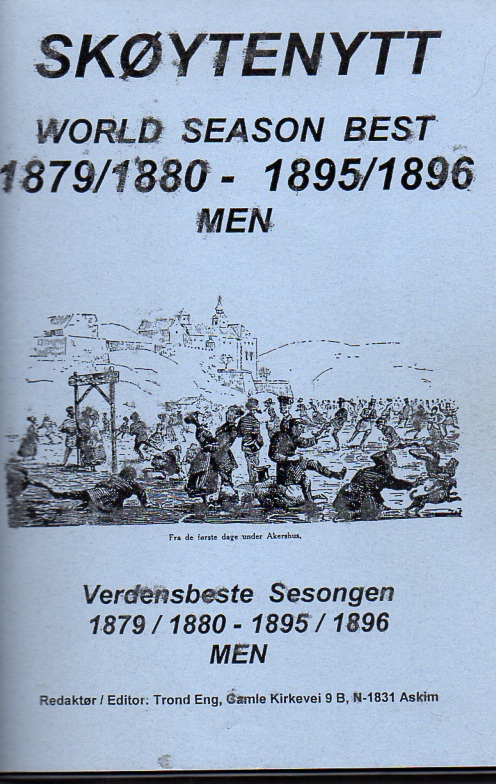 SKØYTENYTT
WORLD SEASON BEST
1879/1880 - 1895/1896
MEN
Fra de første dage under Akershus,
Verdensbeste Sesongen
1879 / 1880 - 1895 / 1896
MEN
Redaktør / Editor: Trond Eng, Gamle Kirkevei 9 B, N-1831 Askim